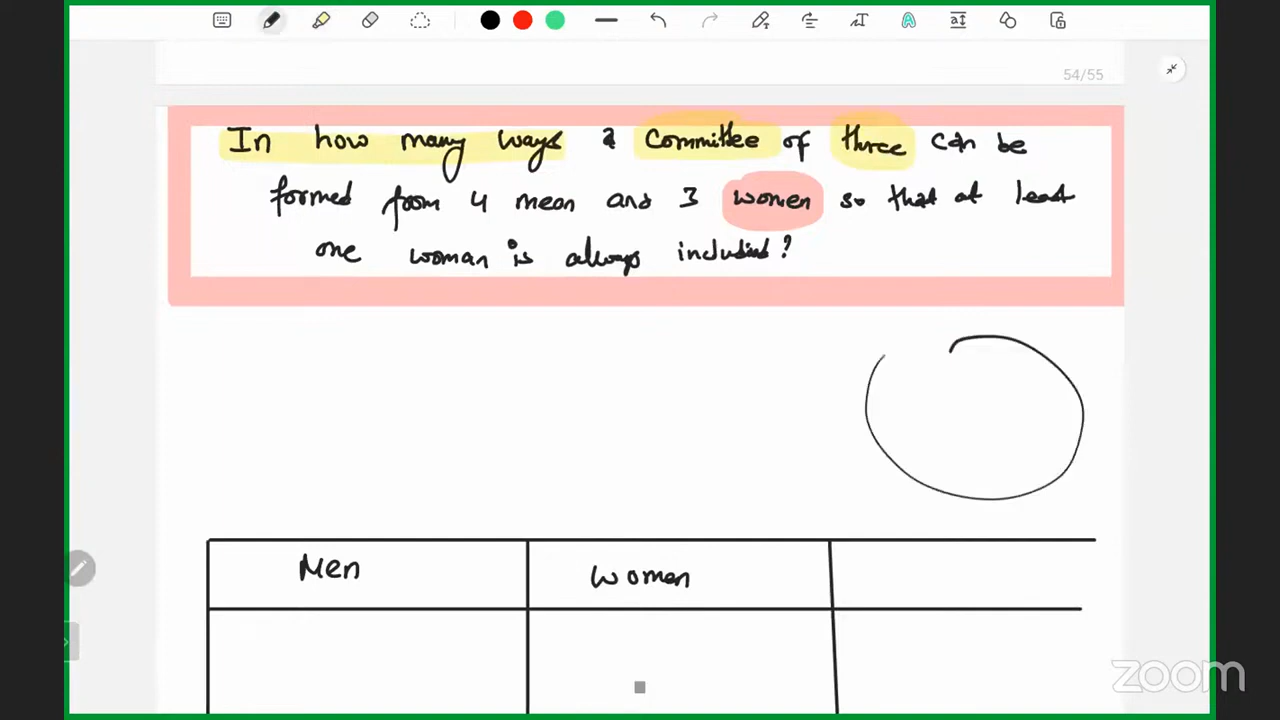 54/55
In how many ways a committee of three can be
formed from 4 mean and 3 women so that at least
one woman is always included?
Men women
zoom